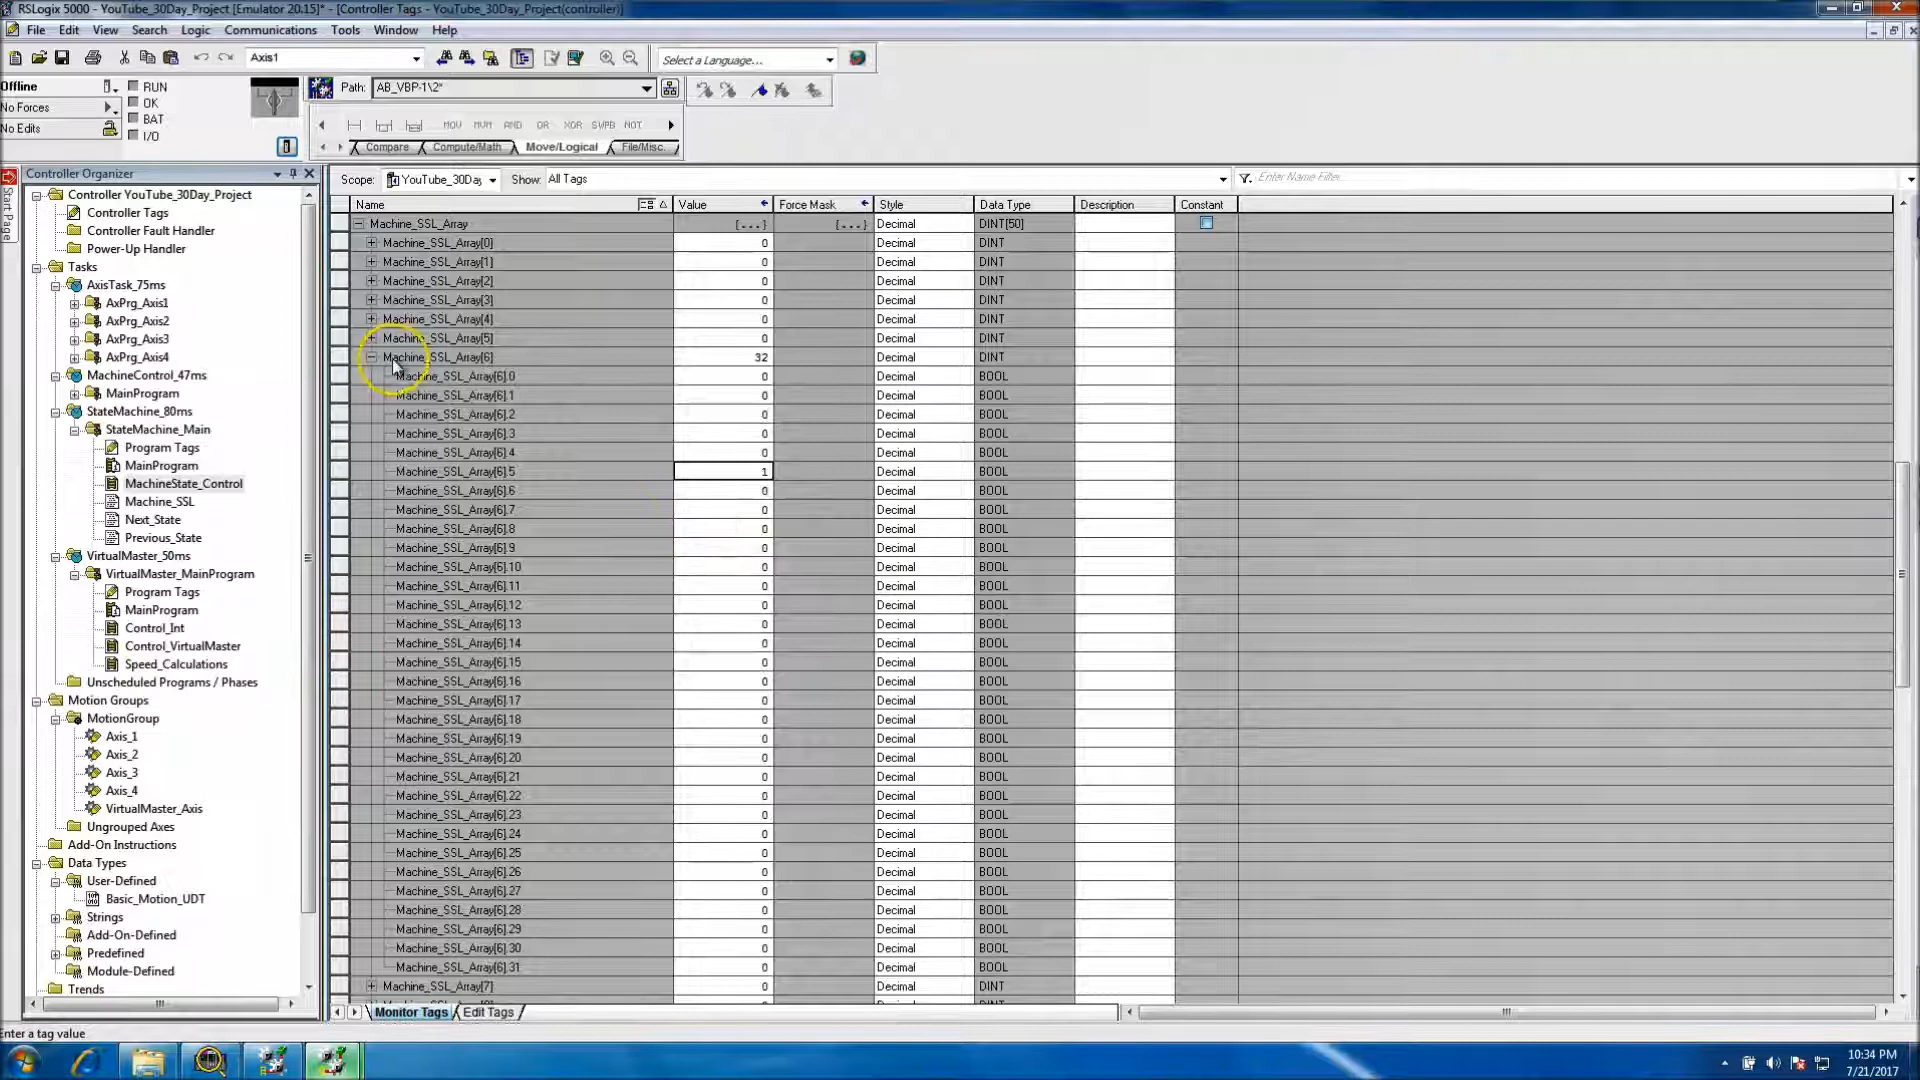 RSLogix 5000 - YouTube_30Day_Project [Emulator 20.15]* - [Controller Tags - YouTube_30Day_Project(controller)]
File Edit View Search Logic Communications Tools Window Help
Axis1
Select a Language...
Offline RUN
No Forces OK
No Edits BAT
I/O
Path: AB_VBP-1\2*
MOV MVM AND OR XOR SWPB NOT
Compare Compute/Math Move/Logical File/Misc.
Start Page
Controller Organizer
Controller YouTube_30Day_Project
Controller Tags
Controller Fault Handler
Power-Up Handler
Tasks
AxisTask_75ms
AxPrg_Axis1
AxPrg_Axis2
AxPrg_Axis3
AxPrg_Axis4
MachineControl_47ms
MainProgram
StateMachine_80ms
StateMachine_Main
Program Tags
MainProgram
MachineState_Control
Machine_SSL
Next_State
Previous_State
VirtualMaster_50ms
VirtualMaster_MainProgram
Program Tags
MainProgram
Control_Int
Control_VirtualMaster
Speed_Calculations
Unscheduled Programs / Phases
Motion Groups
MotionGroup
Axis_1
Axis_2
Axis_3
Axis_4
VirtualMaster_Axis
Ungrouped Axes
Add-On Instructions
Data Types
User-Defined
Basic_Motion_UDT
Strings
Add-On-Defined
Predefined
Module-Defined
Trends
Scope: YouTube_30Day Show: All Tags Enter Name Filter...
Name Value Force Mask Style Data Type Description Constant
Machine_SSL_Array {...} {...} Decimal DINT[50]
Machine_SSL_Array[0] 0 Decimal DINT
Machine_SSL_Array[1] 0 Decimal DINT
Machine_SSL_Array[2] 0 Decimal DINT
Machine_SSL_Array[3] 0 Decimal DINT
Machine_SSL_Array[4] 0 Decimal DINT
Machine_SSL_Array[5] 0 Decimal DINT
Machine_SSL_Array[6] 32 Decimal DINT
Machine_SSL_Array[6].0 0 Decimal BOOL
Machine_SSL_Array[6].1 0 Decimal BOOL
Machine_SSL_Array[6].2 0 Decimal BOOL
Machine_SSL_Array[6].3 0 Decimal BOOL
Machine_SSL_Array[6].4 0 Decimal BOOL
Machine_SSL_Array[6].5 1 Decimal BOOL
Machine_SSL_Array[6].6 0 Decimal BOOL
Machine_SSL_Array[6].7 0 Decimal BOOL
Machine_SSL_Array[6].8 0 Decimal BOOL
Machine_SSL_Array[6].9 0 Decimal BOOL
Machine_SSL_Array[6].10 0 Decimal BOOL
Machine_SSL_Array[6].11 0 Decimal BOOL
Machine_SSL_Array[6].12 0 Decimal BOOL
Machine_SSL_Array[6].13 0 Decimal BOOL
Machine_SSL_Array[6].14 0 Decimal BOOL
Machine_SSL_Array[6].15 0 Decimal BOOL
Machine_SSL_Array[6].16 0 Decimal BOOL
Machine_SSL_Array[6].17 0 Decimal BOOL
Machine_SSL_Array[6].18 0 Decimal BOOL
Machine_SSL_Array[6].19 0 Decimal BOOL
Machine_SSL_Array[6].20 0 Decimal BOOL
Machine_SSL_Array[6].21 0 Decimal BOOL
Machine_SSL_Array[6].22 0 Decimal BOOL
Machine_SSL_Array[6].23 0 Decimal BOOL
Machine_SSL_Array[6].24 0 Decimal BOOL
Machine_SSL_Array[6].25 0 Decimal BOOL
Machine_SSL_Array[6].26 0 Decimal BOOL
Machine_SSL_Array[6].27 0 Decimal BOOL
Machine_SSL_Array[6].28 0 Decimal BOOL
Machine_SSL_Array[6].29 0 Decimal BOOL
Machine_SSL_Array[6].30 0 Decimal BOOL
Machine_SSL_Array[6].31 0 Decimal BOOL
Machine_SSL_Array[7] 0 Decimal DINT
Monitor Tags Edit Tags
Enter a tag value
10:34 PM
7/21/2017